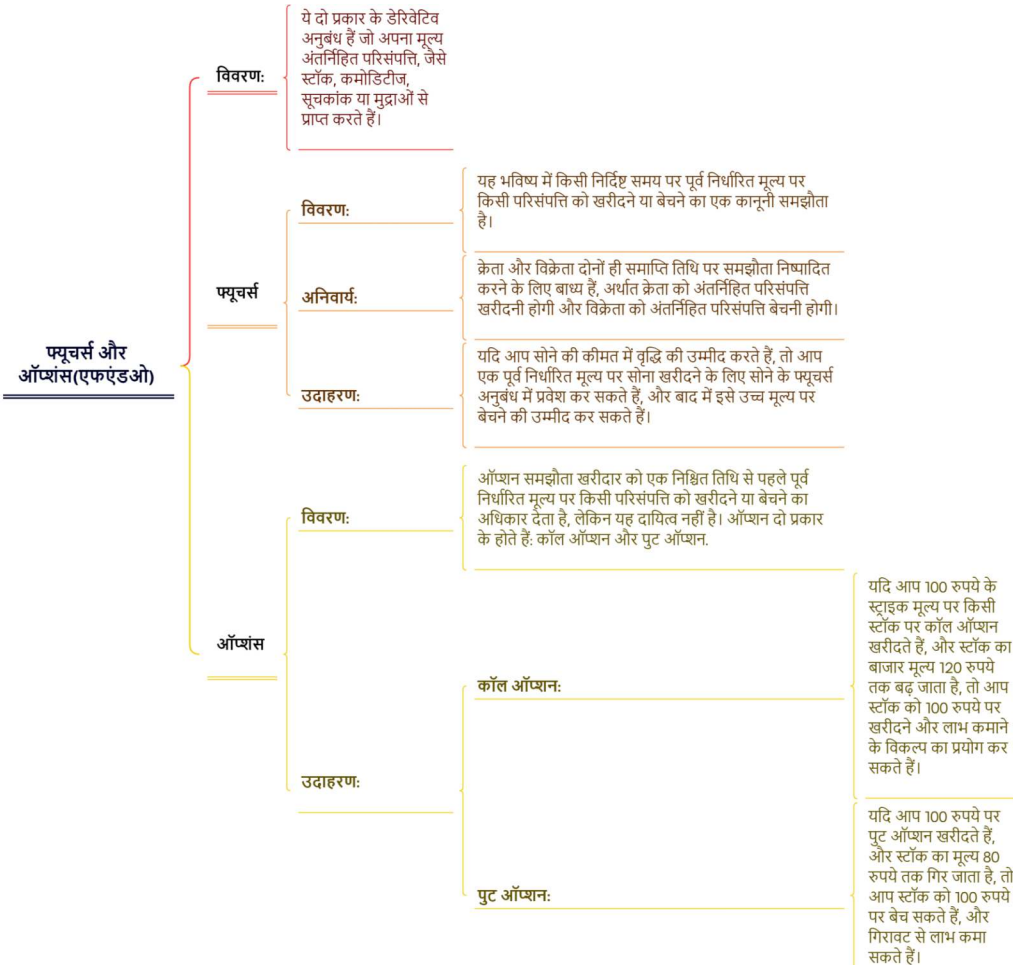 फ्यूचर्स और
ऑप्शंस(एफएंडओ)
विवरण:
ये दो प्रकार के डेरिवेटिव
अनुबंध हैं जो अपना मूल्य
अंतर्निहित परिसंपत्ति, जैसे
स्टॉक, कमोडिटीज,
सूचकांक या मुद्राओं से
प्राप्त करते हैं।
फ्यूचर्स
विवरण:
यह भविष्य में किसी निर्दिष्ट समय पर पूर्व निर्धारित मूल्य पर
किसी परिसंपत्ति को खरीदने या बेचने का एक कानूनी समझौता
है।
अनिवार्य:
क्रेता और विक्रेता दोनों ही समाप्ति तिथि पर समझौता निष्पादित
करने के लिए बाध्य हैं, अर्थात क्रेता को अंतर्निहित परिसंपत्ति
खरीदनी होगी और विक्रेता को अंतर्निहित परिसंपत्ति बेचनी होगी।
उदाहरण:
यदि आप सोने की कीमत में वृद्धि की उम्मीद करते हैं, तो आप
एक पूर्व निर्धारित मूल्य पर सोना खरीदने के लिए सोने के फ्यूचर्स
अनुबंध में प्रवेश कर सकते हैं, और बाद में इसे उच्च मूल्य पर
बेचने की उम्मीद कर सकते हैं।
ऑप्शंस
विवरण:
ऑप्शन समझौता खरीदार को एक निश्चित तिथि से पहले पूर्व
निर्धारित मूल्य पर किसी परिसंपत्ति को खरीदने या बेचने का
अधिकार देता है, लेकिन यह दायित्व नहीं है। ऑप्शन दो प्रकार
के होते हैं: कॉल ऑप्शन और पुट ऑप्शन.
उदाहरण:
कॉल ऑप्शन:
यदि आप 100 रुपये के
स्ट्राइक मूल्य पर किसी
स्टॉक पर कॉल ऑप्शन
खरीदते हैं, और स्टॉक का
बाजार मूल्य 120 रुपये
तक बढ़ जाता है, तो आप
स्टॉक को 100 रुपये पर
खरीदने और लाभ कमाने
के विकल्प का प्रयोग कर
सकते हैं।
पुट ऑप्शन:
यदि आप 100 रुपये पर
पुट ऑप्शन खरीदते हैं,
और स्टॉक का मूल्य 80
रुपये तक गिर जाता है, तो
आप स्टॉक को 100 रुपये
पर बेच सकते हैं, और
गिरावट से लाभ कमा
सकते हैं।